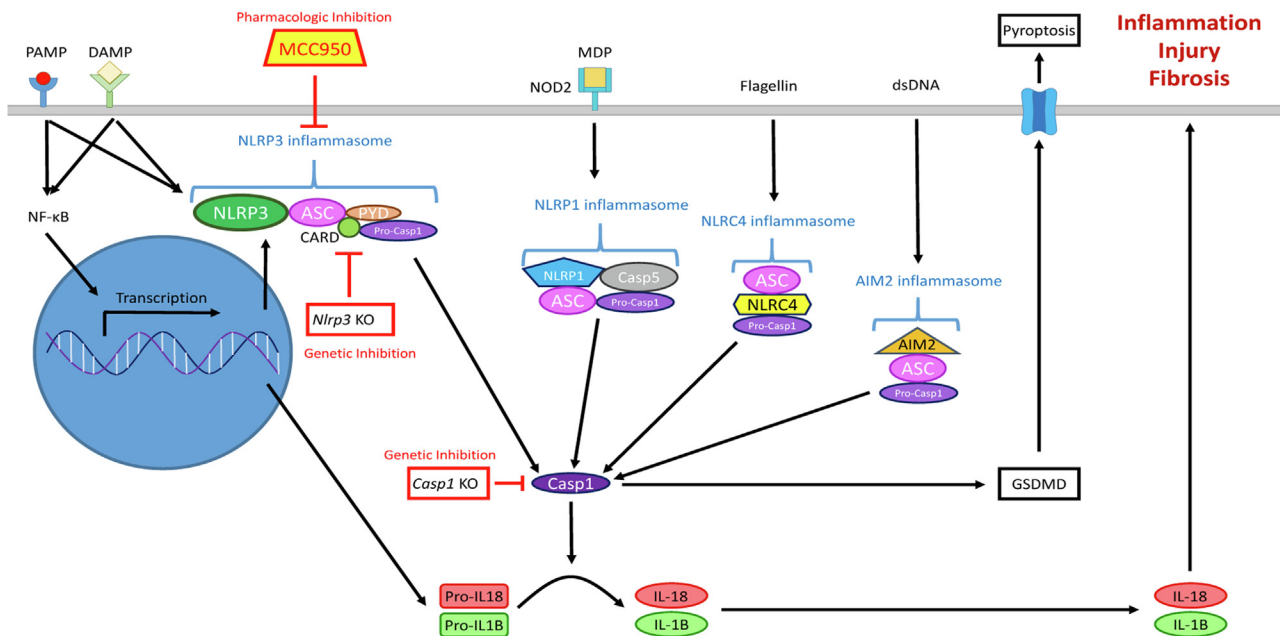 Pharmacologic Inhibition
MCC950
PAMP
DAMP
MDP
NOD2
Flagellin
dsDNA
Pyroptosis
Inflammation
Injury
Fibrosis
NLRP3 inflammasome
NLRP3
ASC
PYD
CARD
Pro-Casp1
NF-κB
Transcription
Nlrp3 KO
Genetic Inhibition
NLRP1 inflammasome
NLRP1
Casp5
ASC
Pro-Casp1
NLRC4 inflammasome
ASC
NLRC4
Pro-Casp1
AIM2 inflammasome
AIM2
ASC
Pro-Casp1
Genetic Inhibition
Casp1 KO
Casp1
GSDMD
Pro-IL18
Pro-IL1B
IL-18
IL-1B
IL-18
IL-1B